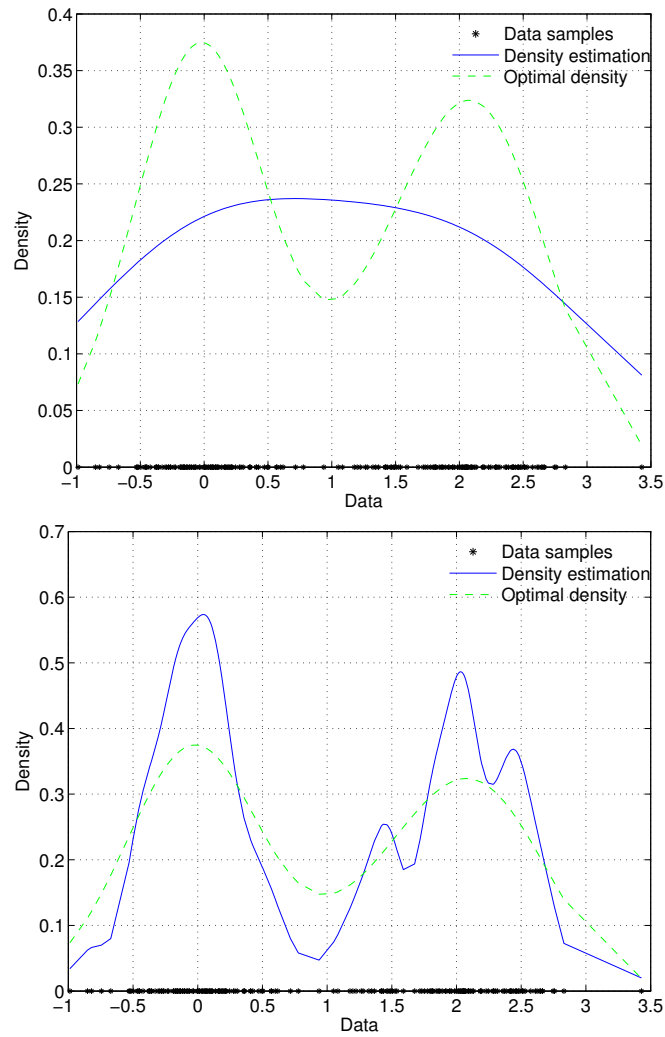 0.4
Data samples
Density estimation
Optimal density
0.35
0.3
0.25
0.2
0.15
0.1
0.05
0
Density
−1 −0.5 0 0.5 1 1.5 2 2.5 3 3.5
Data
0.7
Data samples
Density estimation
Optimal density
0.6
0.5
0.4
0.3
0.2
0.1
0
Density
−1 −0.5 0 0.5 1 1.5 2 2.5 3 3.5
Data